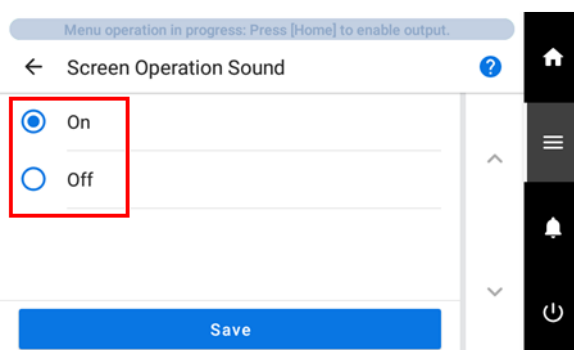 Menu operation in progress: Press [Home] to enable output.
Screen Operation Sound
?
On
Off
Save